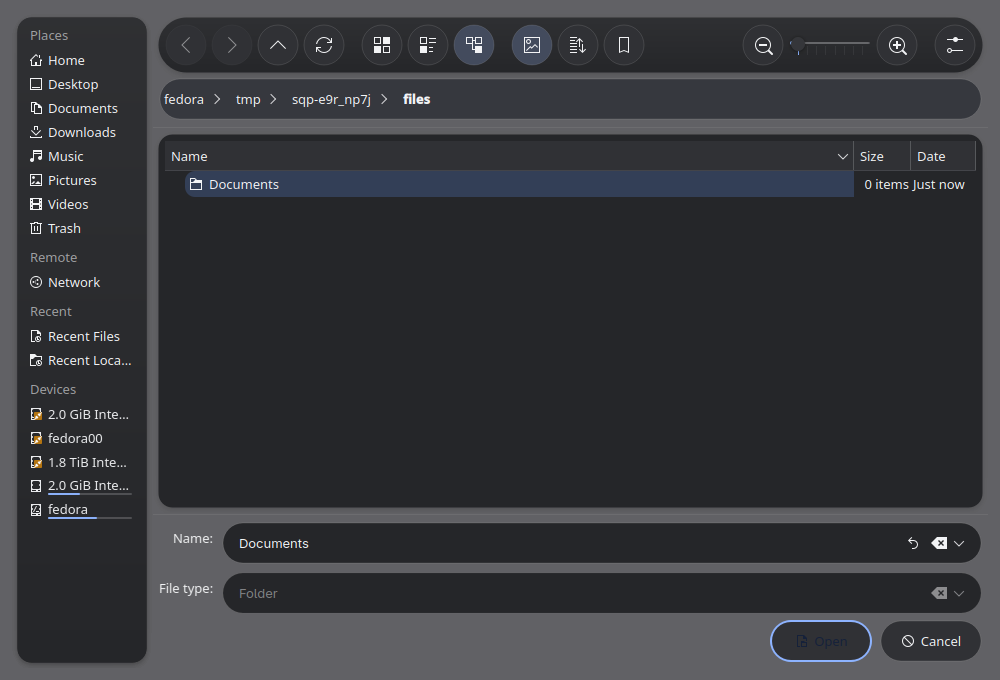 Places
Home
Desktop
Documents
Downloads
Music
Pictures
Videos
Trash
Remote
Network
Recent
Recent Files
Recent Loca...
Devices
2.0 GiB Inte...
fedora00
1.8 TiB Inte...
2.0 GiB Inte...
fedora
fedora tmp sqp-e9r_np7j files
Name Size Date
Documents 0 items Just now
Name: Documents
File type: Folder
Open Cancel